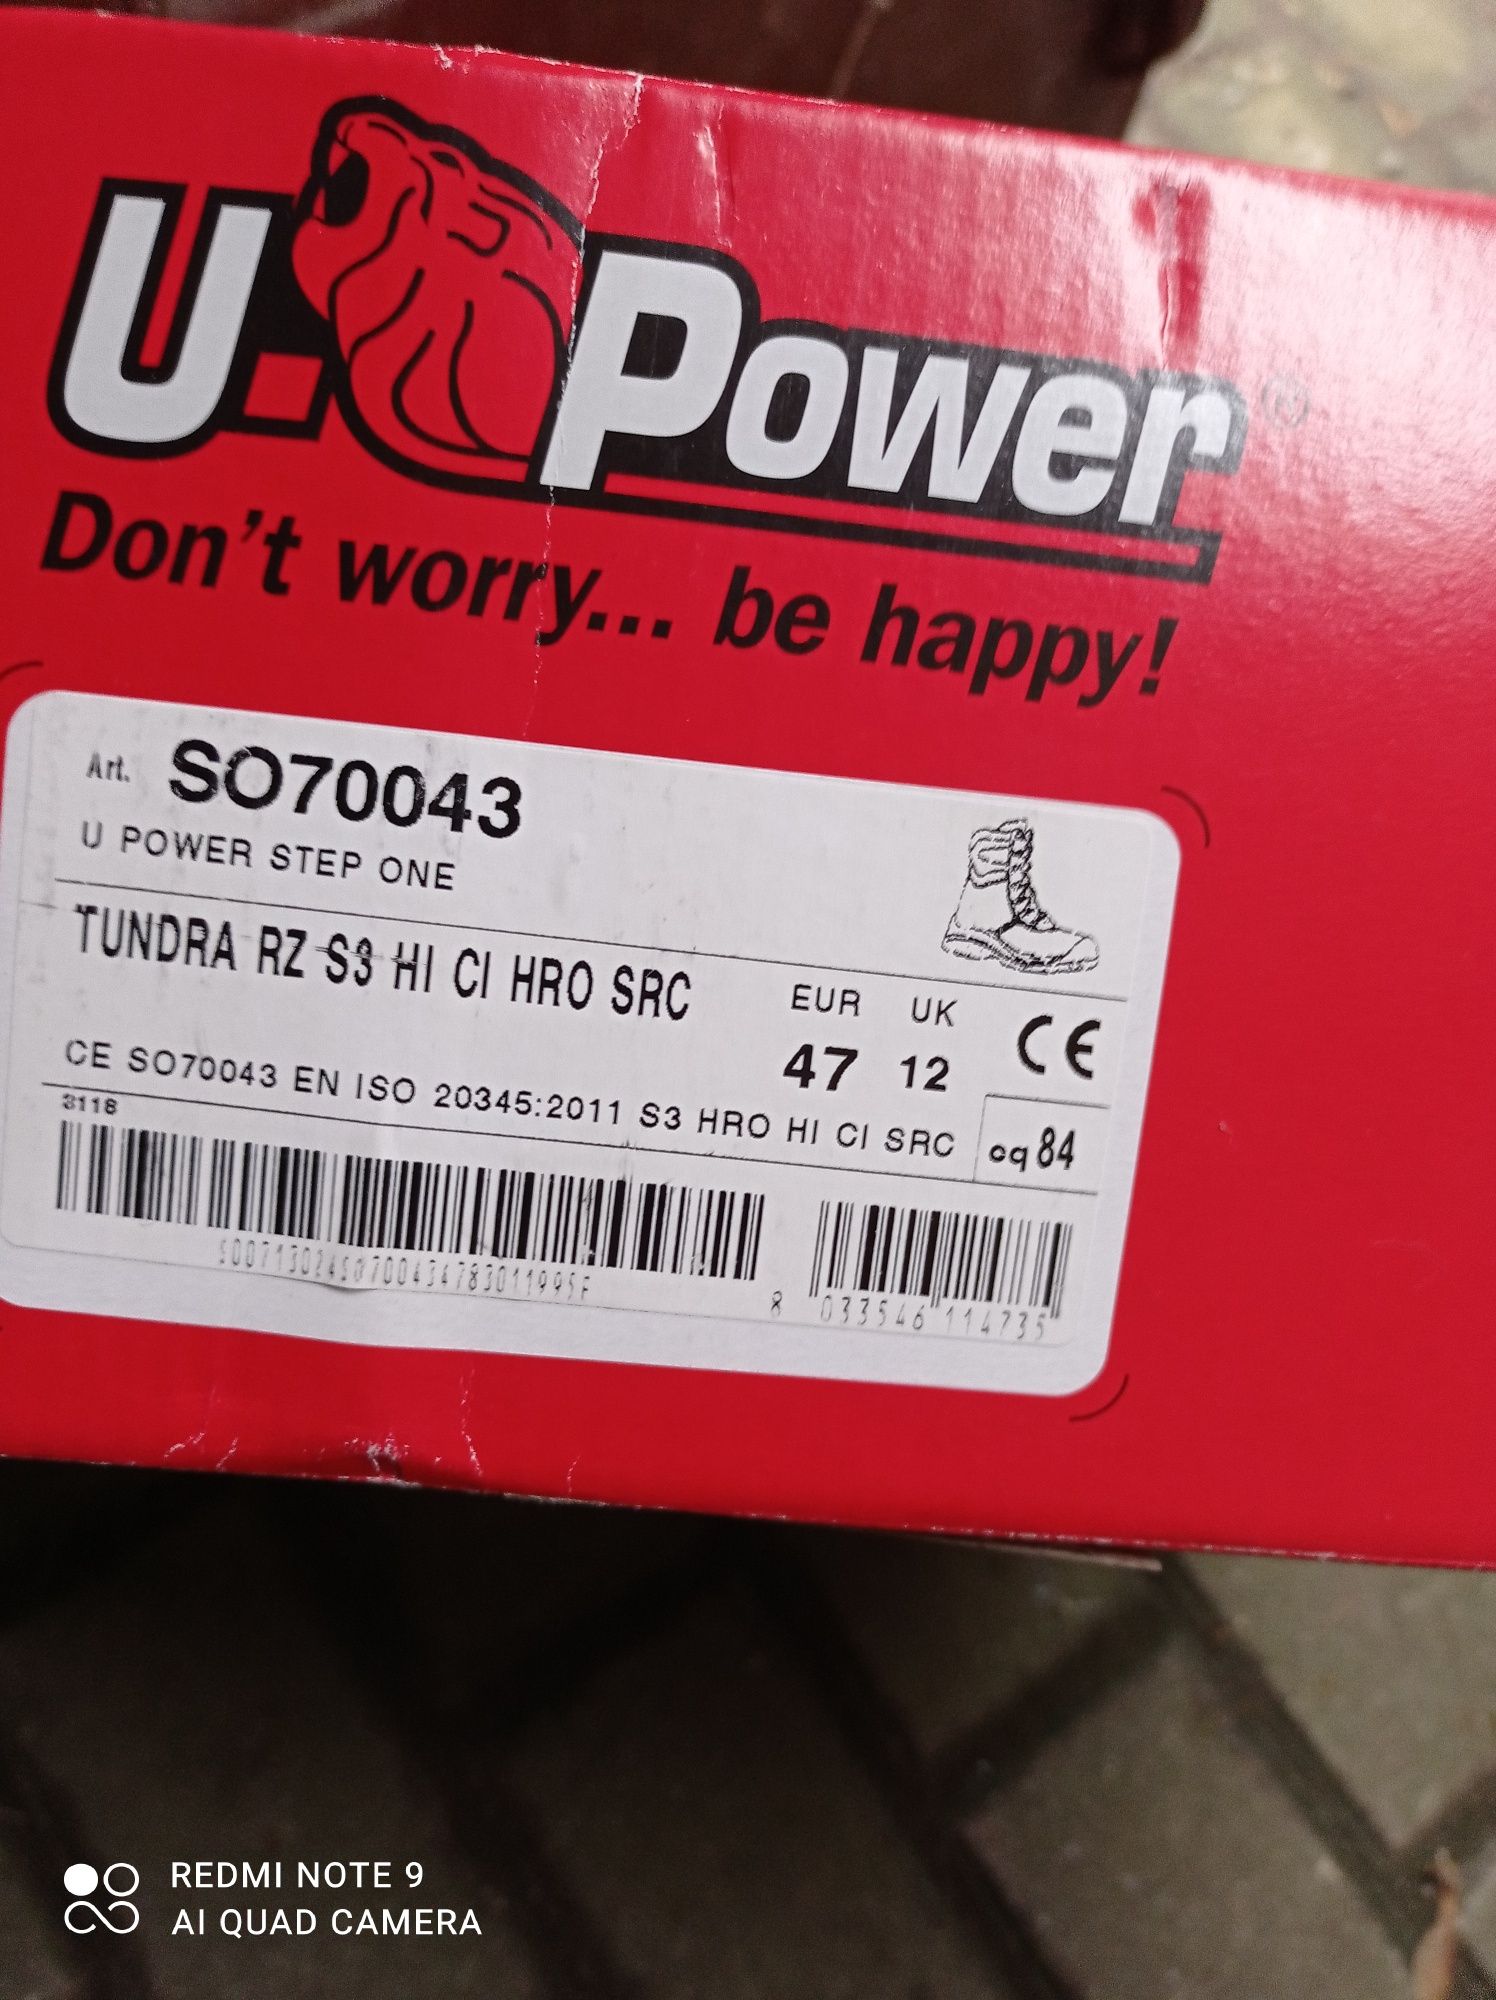 U.Power®
Don't worry... be happy!
Art. SO70043
U POWER STEP ONE
TUNDRA RZ S3 HI CI HRO SRC
EUR UK
47 12
CE
CE SO70043 EN ISO 20345:2011 S3 HRO HI CI SRC
cq84
3118
8 033546 114735
REDMI NOTE 9
AI QUAD CAMERA